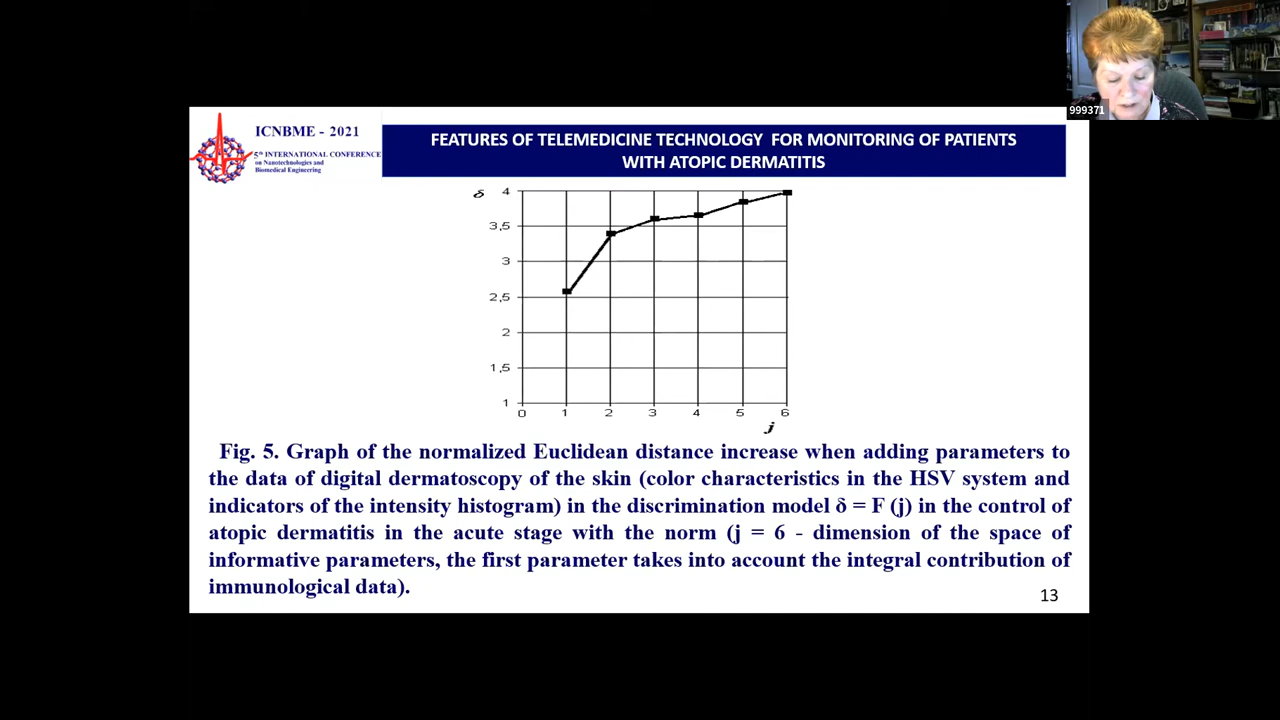 999371
ICNBME - 2021
5th INTERNATIONAL CONFERENCE
on Nanotechnologies and
Biomedical Engineering
FEATURES OF TELEMEDICINE TECHNOLOGY FOR MONITORING OF PATIENTS
WITH ATOPIC DERMATITIS
δ
4
3,5
3
2,5
2
1,5
1
0 1 2 3 4 5 6
j
Fig. 5. Graph of the normalized Euclidean distance increase when adding parameters to
the data of digital dermatoscopy of the skin (color characteristics in the HSV system and
indicators of the intensity histogram) in the discrimination model δ = F (j) in the control of
atopic dermatitis in the acute stage with the norm (j = 6 - dimension of the space of
informative parameters, the first parameter takes into account the integral contribution of
immunological data).
13